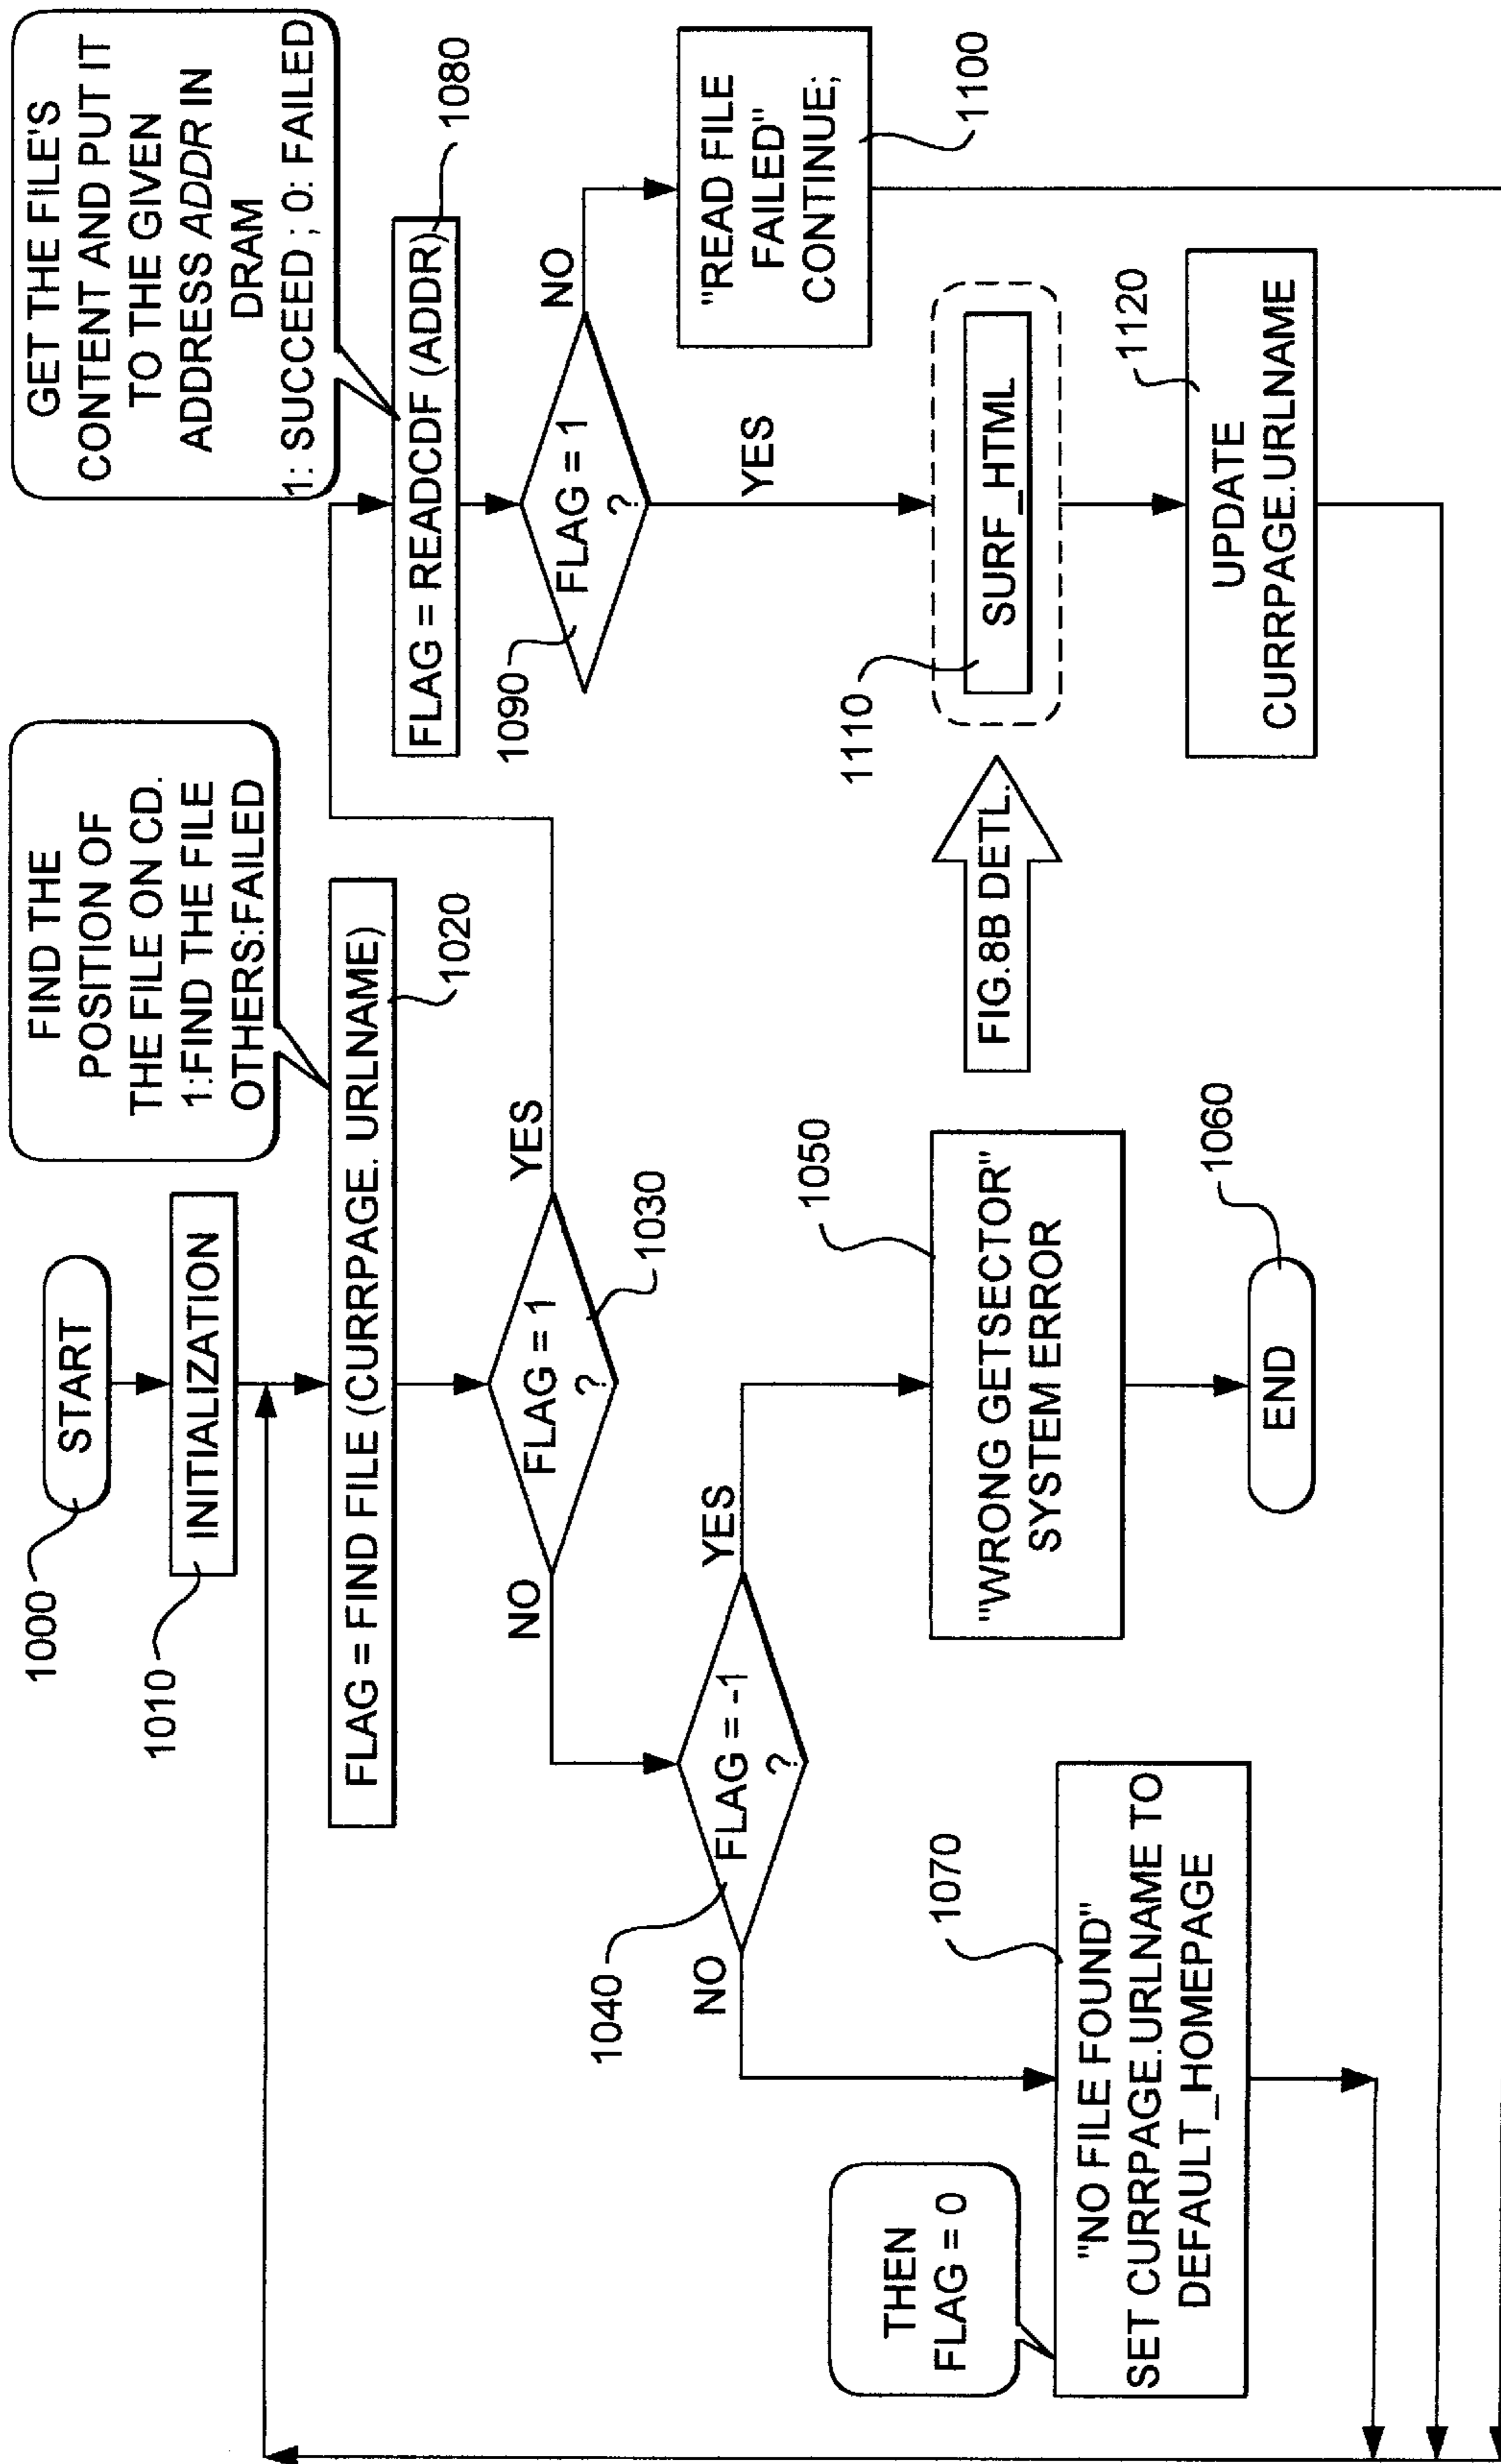 START
1000
INITIALIZATION
1010
FIND THE
POSITION OF
THE FILE ON CD.
1:FIND THE FILE
OTHERS:FAILED
FLAG = FIND FILE (CURRPAGE. URLNAME)
1020
FLAG = 1
?
1030
YES
NO
FLAG = -1
?
1040
YES
NO
"WRONG GETSECTOR"
SYSTEM ERROR
1050
END
1060
THEN
FLAG = 0
"NO FILE FOUND"
SET CURRPAGE.URLNAME TO
DEFAULT_HOMEPAGE
1070
GET THE FILE'S
CONTENT AND PUT IT
TO THE GIVEN
ADDRESS ADDR IN
DRAM
1: SUCCEED ; 0: FAILED
FLAG = READCDF (ADDR)
1080
FLAG = 1
?
1090
NO
YES
"READ FILE
FAILED"
CONTINUE;
1100
FIG.8B DETL.
SURF_HTML
1110
UPDATE
CURRPAGE.URLNAME
1120